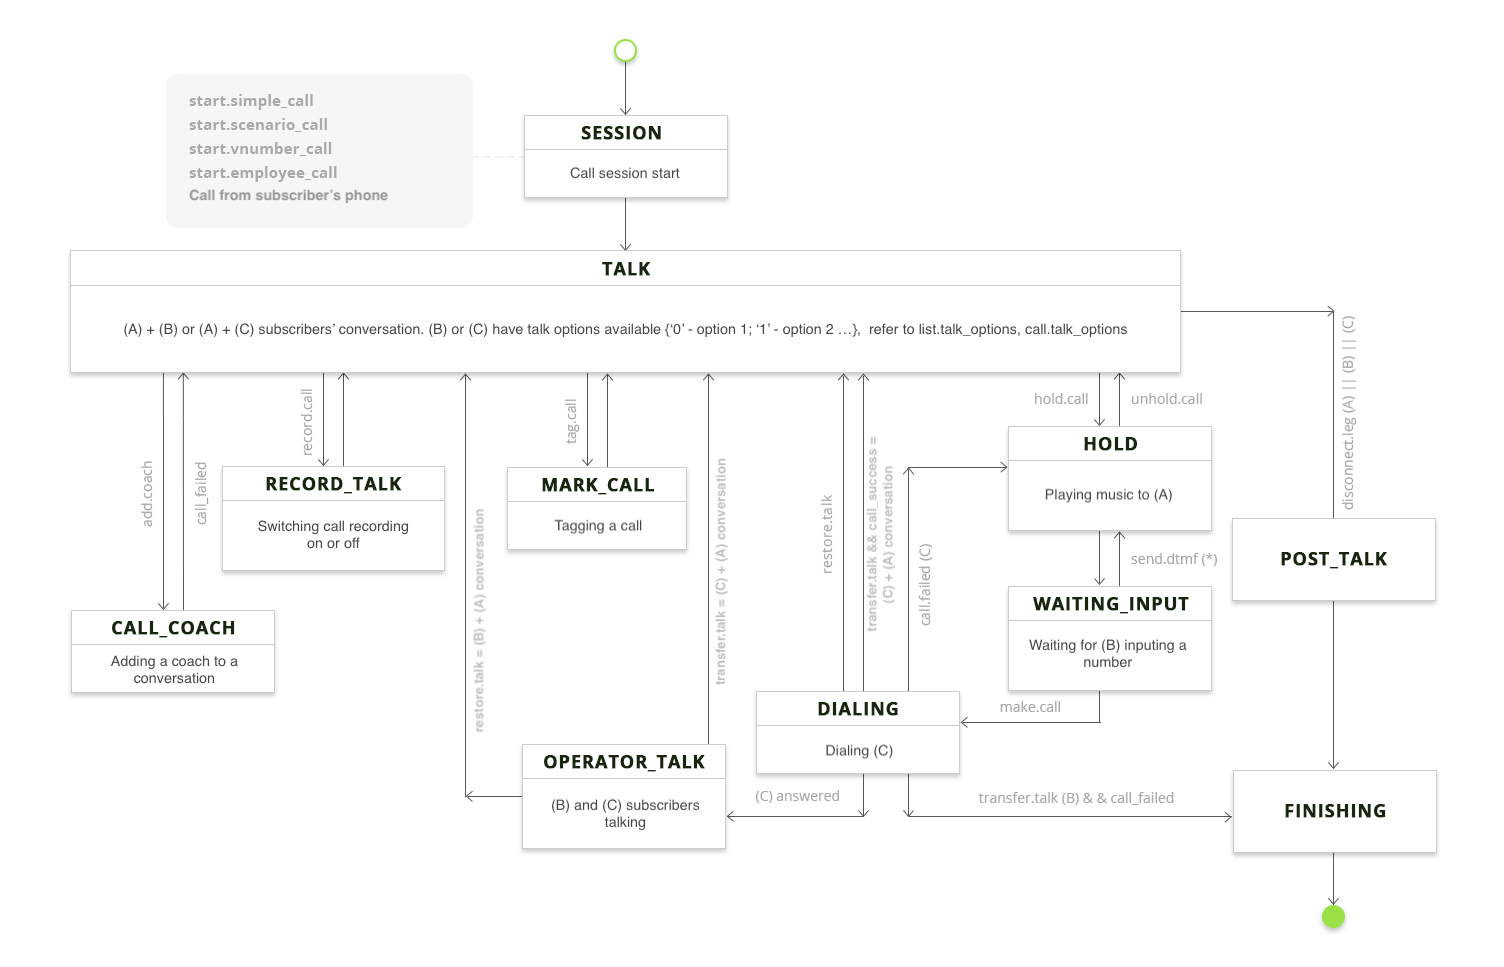 start.simple_call
start.scenario_call
start.vnumber_call
start.employee_call
Call from subscriber's phone
SESSION
Call session start
TALK
(A) + (B) or (A) + (C) subscribers' conversation. (B) or (C) have talk options available {'0' - option 1; '1' - option 2 ...}, refer to list.talk_options, call.talk_options
disconnect.leg (A) || (B) || (C)
hold.call
unhold.call
record.call
tag.call
add.coach
call_failed
RECORD_TALK
Switching call recording
on or off
MARK_CALL
Tagging a call
HOLD
Playing music to (A)
restore.talk = (B) + (A) conversation
transfer.talk = (C) + (A) conversation
restore.talk
transfer.talk && call_success =
(C) + (A) conversation
call.failed (C)
send.dtmf (*)
POST_TALK
WAITING_INPUT
Waiting for (B) inputing a
number
CALL_COACH
Adding a coach to a
conversation
make.call
DIALING
Dialing (C)
OPERATOR_TALK
(B) and (C) subscribers
talking
(C) answered
transfer.talk (B) & & call_failed
FINISHING